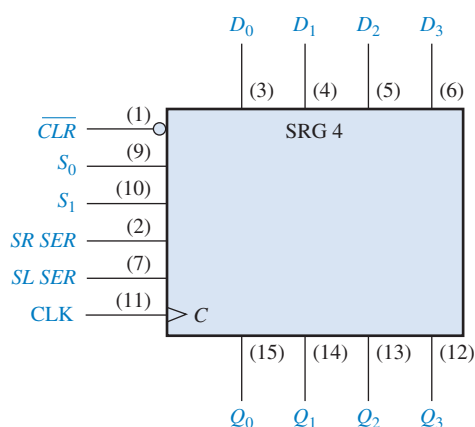 D₀ D₁ D₂ D₃
(3) (4) (5) (6)
SRG 4
C̅L̅R̅ (1)
S₀ (9)
S₁ (10)
SR SER (2)
SL SER (7)
CLK (11) C
(15) (14) (13) (12)
Q₀ Q₁ Q₂ Q₃